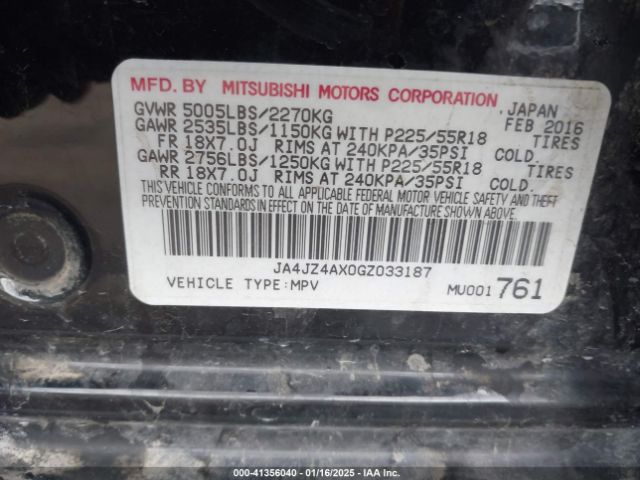 MFD. BY MITSUBISHI MOTORS CORPORATION JAPAN
GVWR 5005LBS/2270KG FEB 2016
GAWR 2535LBS/1150KG WITH P225/55R18 TIRES
FR 18X7.0J RIMS AT 240KPA/35PSI COLD.
GAWR 2756LBS/1250KG WITH P225/55R18 TIRES
RR 18X7.0J RIMS AT 240KPA/35PSI COLD.
THIS VEHICLE CONFORMS TO ALL APPLICABLE FEDERAL MOTOR VEHICLE SAFETY AND THEFT
PREVENTION STANDARDS IN EFFECT ON THE DATE OF MANUFACTURE SHOWN ABOVE.
JA4JZ4AX0GZ033187
VEHICLE TYPE:MPV MU001 761
000-41356040 - 01/16/2025 - IAA Inc.